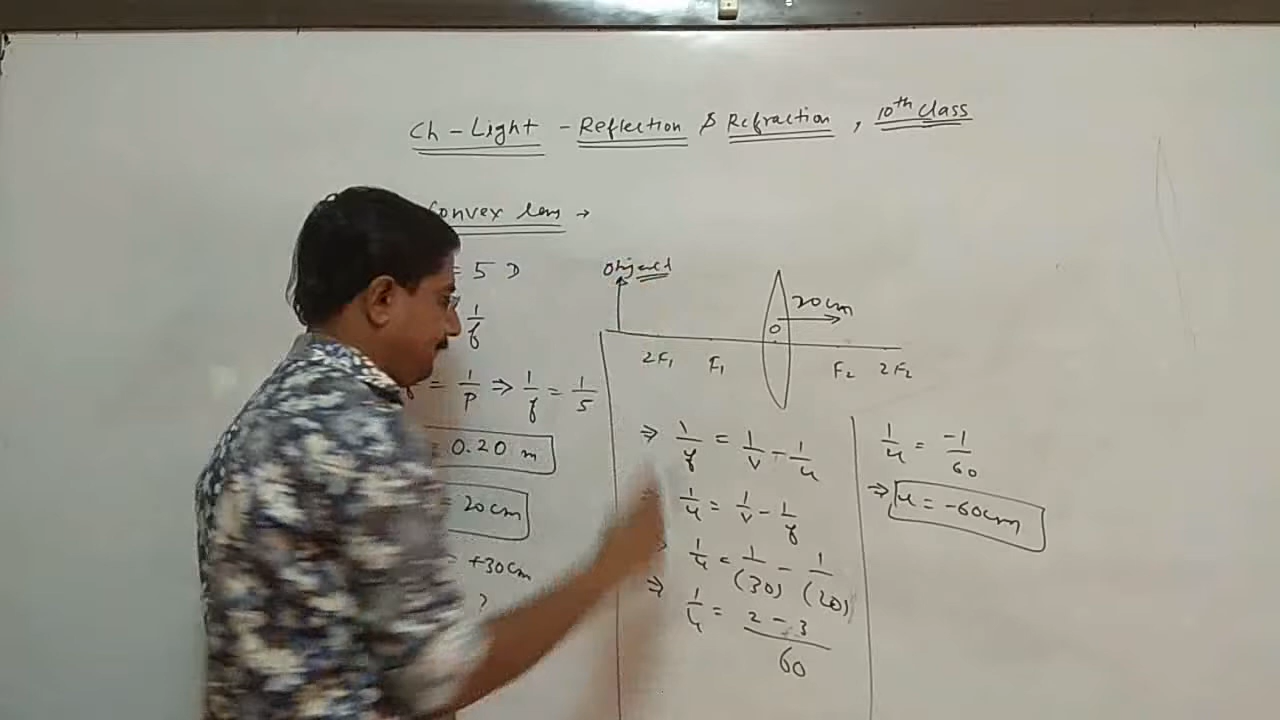 Ch - Light - Reflection & Refraction, 10th Class
Convex lens →
= 5 D
1/f
= 1/P ⇒ 1/f = 1/5
= 0.20 m
= 20cm
= +30cm
?
Object
20cm
O
2F₁ F₁ F₂ 2F₂
⇒ 1/f = 1/v - 1/u
1/u = 1/v - 1/f
1/u = 1/(30) - 1/(20)
⇒ 1/u = 2 - 3/60
1/u = -1/60
⇒ u = -60cm